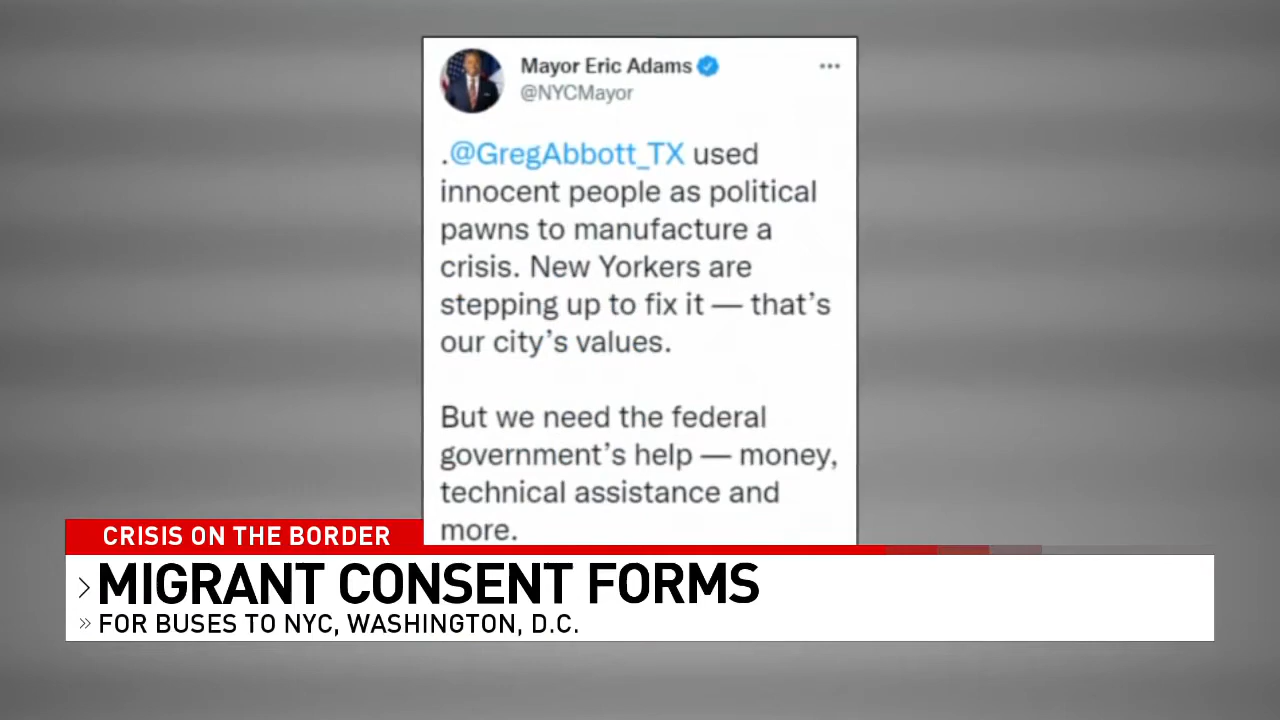 Mayor Eric Adams
@NYCMayor
.@GregAbbott_TX used
innocent people as political
pawns to manufacture a
crisis. New Yorkers are
stepping up to fix it — that’s
our city’s values.
But we need the federal
government’s help — money,
technical assistance and
more.
CRISIS ON THE BORDER
MIGRANT CONSENT FORMS
FOR BUSES TO NYC, WASHINGTON, D.C.